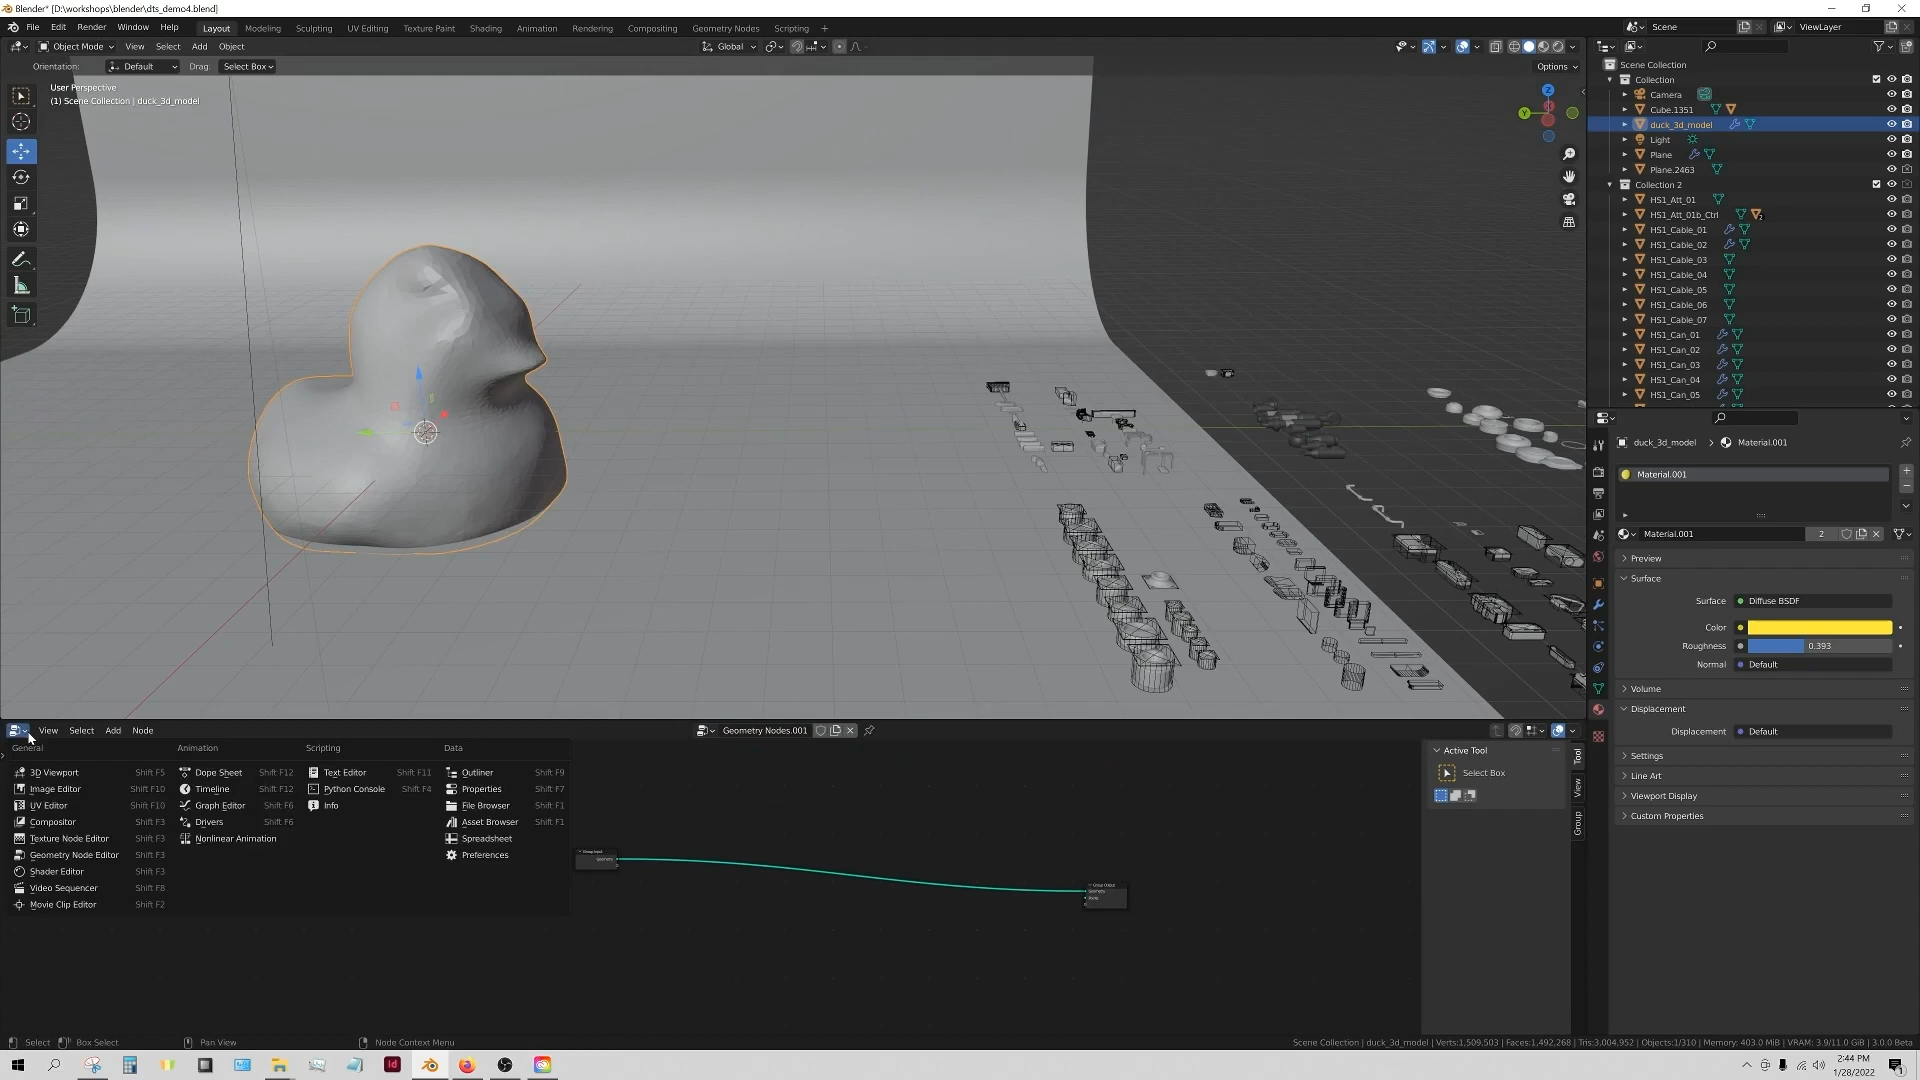 Blender* [D:\workshops\blender\dts_demo4.blend]
File Edit Render Window Help Layout Modeling Sculpting UV Editing Texture Paint Shading Animation Rendering Compositing Geometry Nodes Scripting + Scene ViewLayer
Object Mode View Select Add Object Global
Orientation: Default Drag: Select Box Options
User Perspective
(1) Scene Collection | duck_3d_model
Z
Y
Scene Collection
Collection
Camera
Cube.1351
duck_3d_model
Light
Plane
Plane.2463
Collection 2
HS1_Att_01
HS1_Att_01b_Ctrl 2
HS1_Cable_01
HS1_Cable_02
HS1_Cable_03
HS1_Cable_04
HS1_Cable_05
HS1_Cable_06
HS1_Cable_07
HS1_Can_01
HS1_Can_02
HS1_Can_03
HS1_Can_04
HS1_Can_05
duck_3d_model > Material.001
Material.001
Material.001 2
Preview
Surface
Surface Diffuse BSDF
Color
Roughness 0.393
Normal Default
Volume
Displacement
Displacement Default
Settings
Line Art
Viewport Display
Custom Properties
View Select Add Node Geometry Nodes.001
General Animation Scripting Data
3D Viewport Shift F5 Dope Sheet Shift F12 Text Editor Shift F11 Outliner Shift F9
Image Editor Shift F10 Timeline Shift F12 Python Console Shift F4 Properties Shift F7
UV Editor Shift F10 Graph Editor Shift F6 Info File Browser Shift F1
Compositor Shift F3 Drivers Shift F6 Asset Browser Shift F1
Texture Node Editor Shift F3 Nonlinear Animation Spreadsheet
Geometry Node Editor Shift F3 Preferences
Shader Editor Shift F3
Video Sequencer Shift F8
Movie Clip Editor Shift F2
Group Input
Geometry
Group Output
Geometry
Active Tool
Select Box
Tool
View
Group
Select Box Select Pan View Node Context Menu Scene Collection | duck_3d_model | Verts:1,509,503 | Faces:1,492,268 | Tris:3,004,952 | Objects:1/310 | Memory: 403.0 MiB | VRAM: 3.9/11.0 GiB | 3.0.0 Beta
Id
2:44 PM
1/28/2022